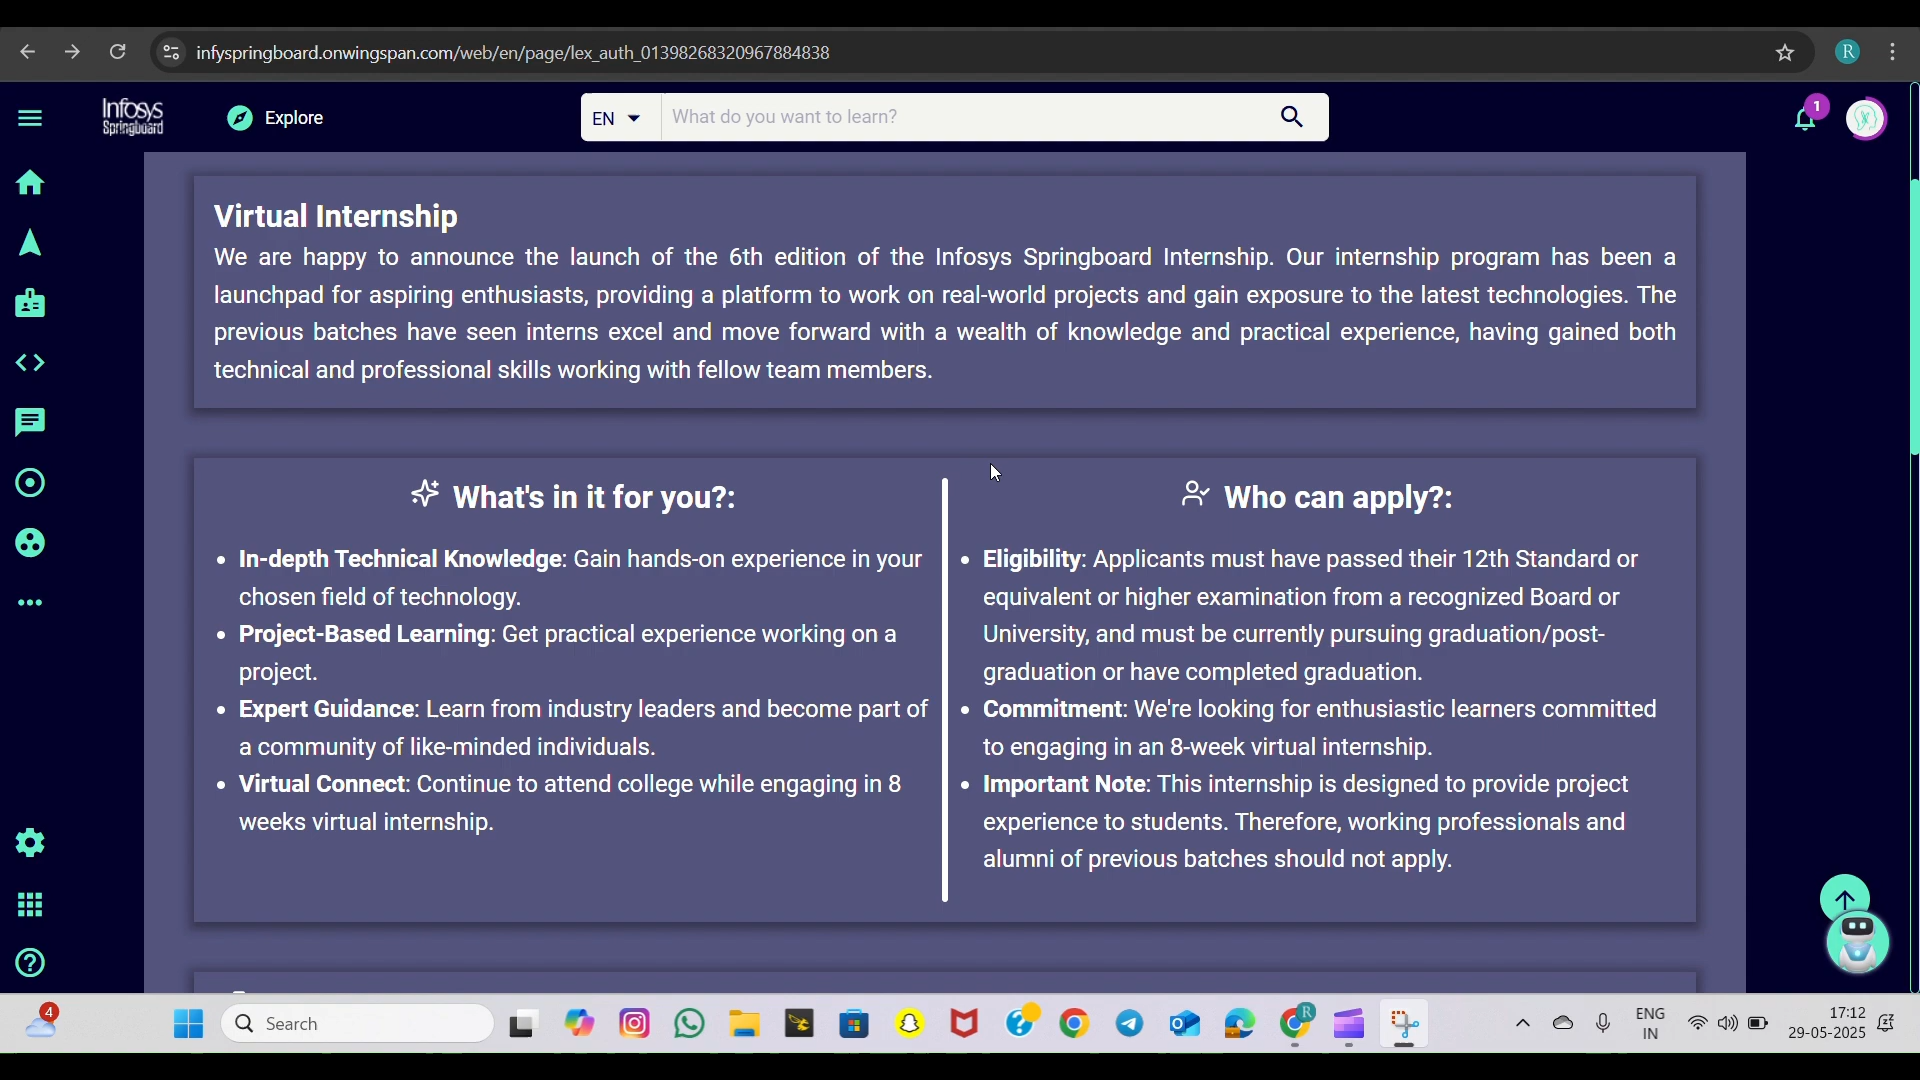 infyspringboard.onwingspan.com/web/en/page/lex_auth_01398268320967884838
R
Infosys
Springboard
Explore
EN
What do you want to learn?
1
Virtual Internship
We are happy to announce the launch of the 6th edition of the Infosys Springboard Internship. Our internship program has been a
launchpad for aspiring enthusiasts, providing a platform to work on real-world projects and gain exposure to the latest technologies. The
previous batches have seen interns excel and move forward with a wealth of knowledge and practical experience, having gained both
technical and professional skills working with fellow team members.
What's in it for you?:
• In-depth Technical Knowledge: Gain hands-on experience in your
chosen field of technology.
• Project-Based Learning: Get practical experience working on a
project.
• Expert Guidance: Learn from industry leaders and become part of
a community of like-minded individuals.
• Virtual Connect: Continue to attend college while engaging in 8
weeks virtual internship.
Who can apply?:
• Eligibility: Applicants must have passed their 12th Standard or
equivalent or higher examination from a recognized Board or
University, and must be currently pursuing graduation/post-
graduation or have completed graduation.
• Commitment: We're looking for enthusiastic learners committed
to engaging in an 8-week virtual internship.
• Important Note: This internship is designed to provide project
experience to students. Therefore, working professionals and
alumni of previous batches should not apply.
4
Search
R
ENG
IN
17:12
29-05-2025